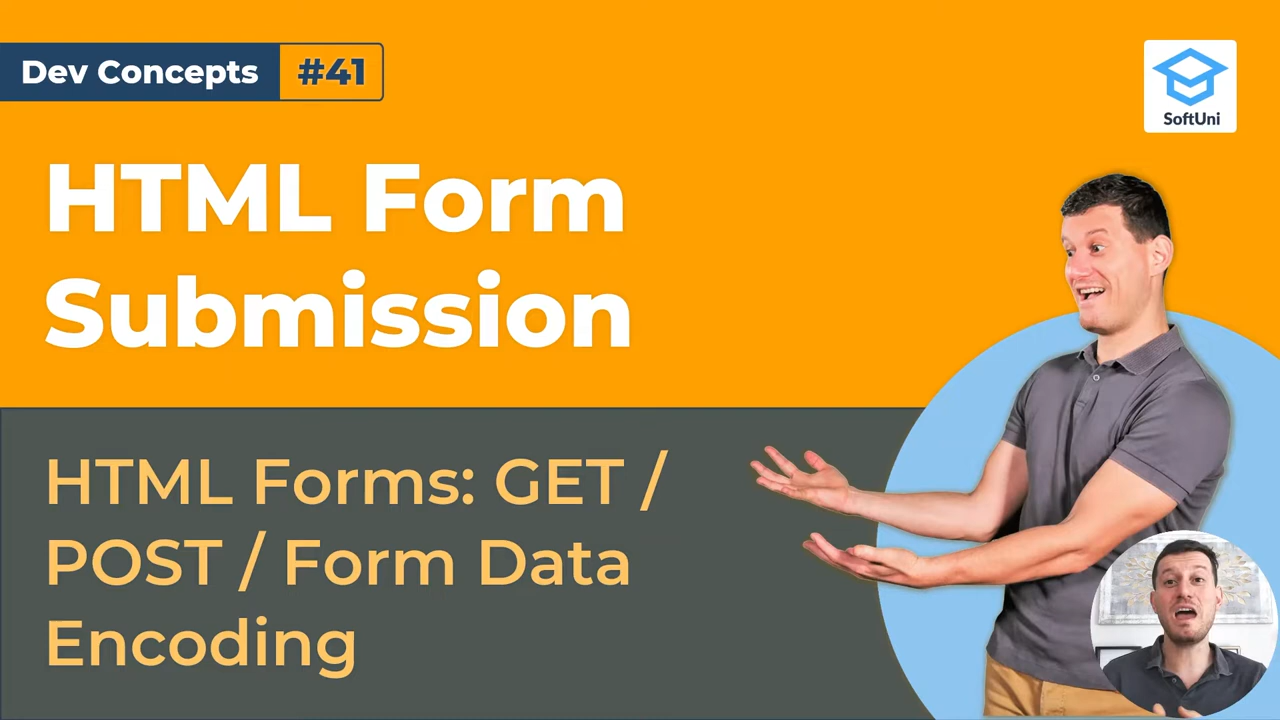 Dev Concepts #41
SoftUni
HTML Form
Submission
HTML Forms: GET /
POST / Form Data
Encoding